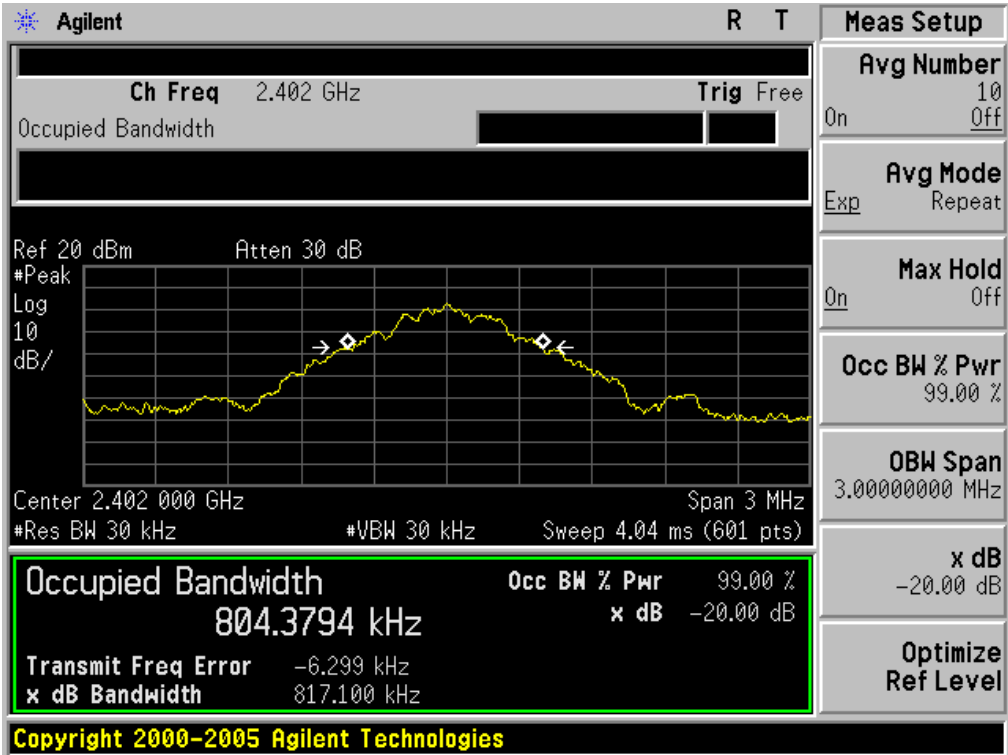 Agilent R T
Ch Freq 2.402 GHz Trig Free
Occupied Bandwidth
Ref 20 dBm Atten 30 dB
#Peak
Log
10
dB/
Center 2.402 000 GHz Span 3 MHz
#Res BW 30 kHz #VBW 30 kHz Sweep 4.04 ms (601 pts)
Occupied Bandwidth Occ BW % Pwr 99.00 %
804.3794 kHz x dB -20.00 dB
Transmit Freq Error -6.299 kHz
x dB Bandwidth 817.100 kHz
Copyright 2000-2005 Agilent Technologies
Meas Setup
Avg Number
10
On Off
Avg Mode
Exp Repeat
Max Hold
On Off
Occ BW % Pwr
99.00 %
OBW Span
3.00000000 MHz
x dB
-20.00 dB
Optimize
Ref Level